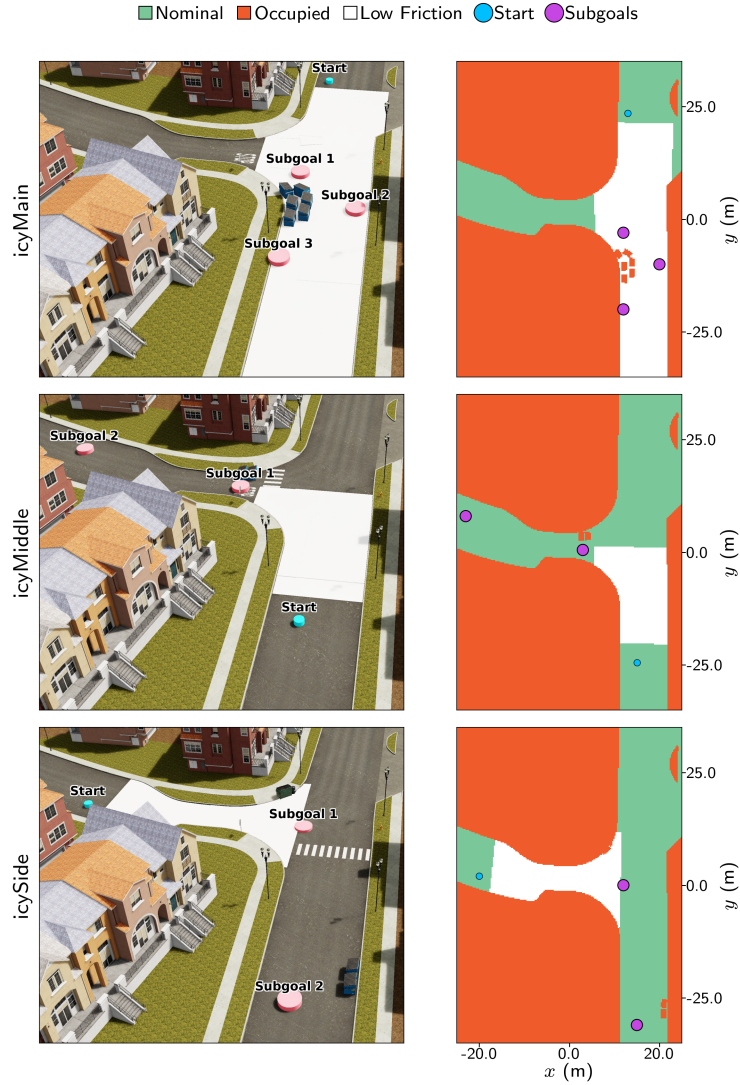 Nominal Occupied Low Friction Start Subgoals
icyMain
Start
Subgoal 1
Subgoal 2
Subgoal 3
25.0
0.0
-25.0
y (m)
icyMiddle
Subgoal 2
Subgoal 1
Start
25.0
0.0
-25.0
y (m)
icySide
Start
Subgoal 1
Subgoal 2
25.0
0.0
-25.0
y (m)
-20.0 0.0 20.0
x (m)